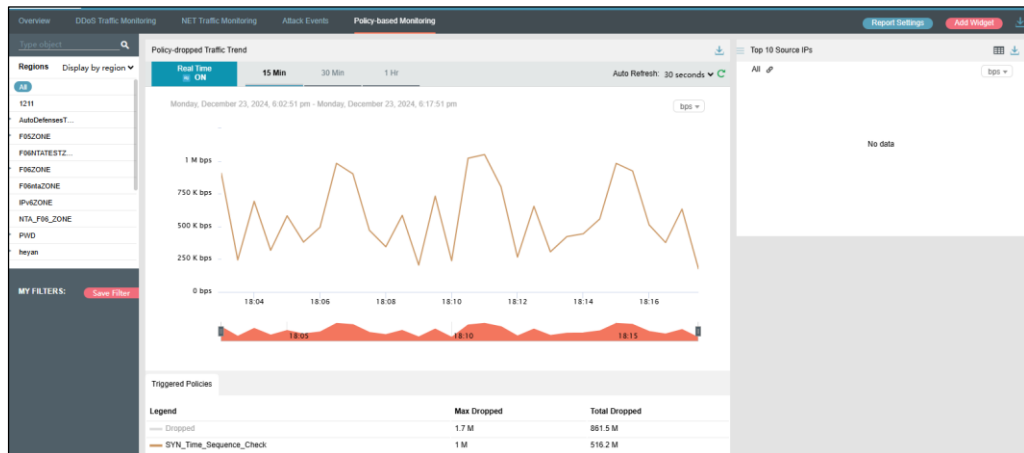 Overview DDoS Traffic Monitoring NET Traffic Monitoring Attack Events Policy-based Monitoring Report Settings Add Widget
Type object
Regions Display by region
All
1211
AutoDefensesT...
F05ZONE
F06NTATESTZ...
F06ZONE
F06ntaZONE
IPv6ZONE
NTA_F06_ZONE
PWD
heyan
MY FILTERS: Save Filter
Policy-dropped Traffic Trend
Real Time
ON
15 Min 30 Min 1 Hr Auto Refresh: 30 seconds
Monday, December 23, 2024, 6:02:51 pm - Monday, December 23, 2024, 6:17:51 pm bps
1 M bps
750 K bps
500 K bps
250 K bps
0 bps
18:04 18:06 18:08 18:10 18:12 18:14 18:16
18:05 18:10 18:15
Triggered Policies
Legend Max Dropped Total Dropped
Dropped 1.7 M 861.5 M
SYN_Time_Sequence_Check 1 M 516.2 M
Top 10 Source IPs
All bps
No data